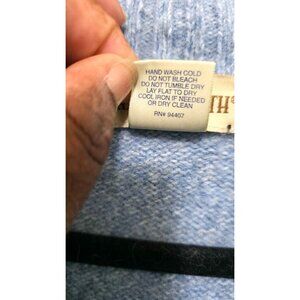 HAND WASH COLD
DO NOT BLEACH
DO NOT TUMBLE DRY
LAY FLAT TO DRY
COOL IRON IF NEEDED
OR DRY CLEAN
RN# 94407
TH